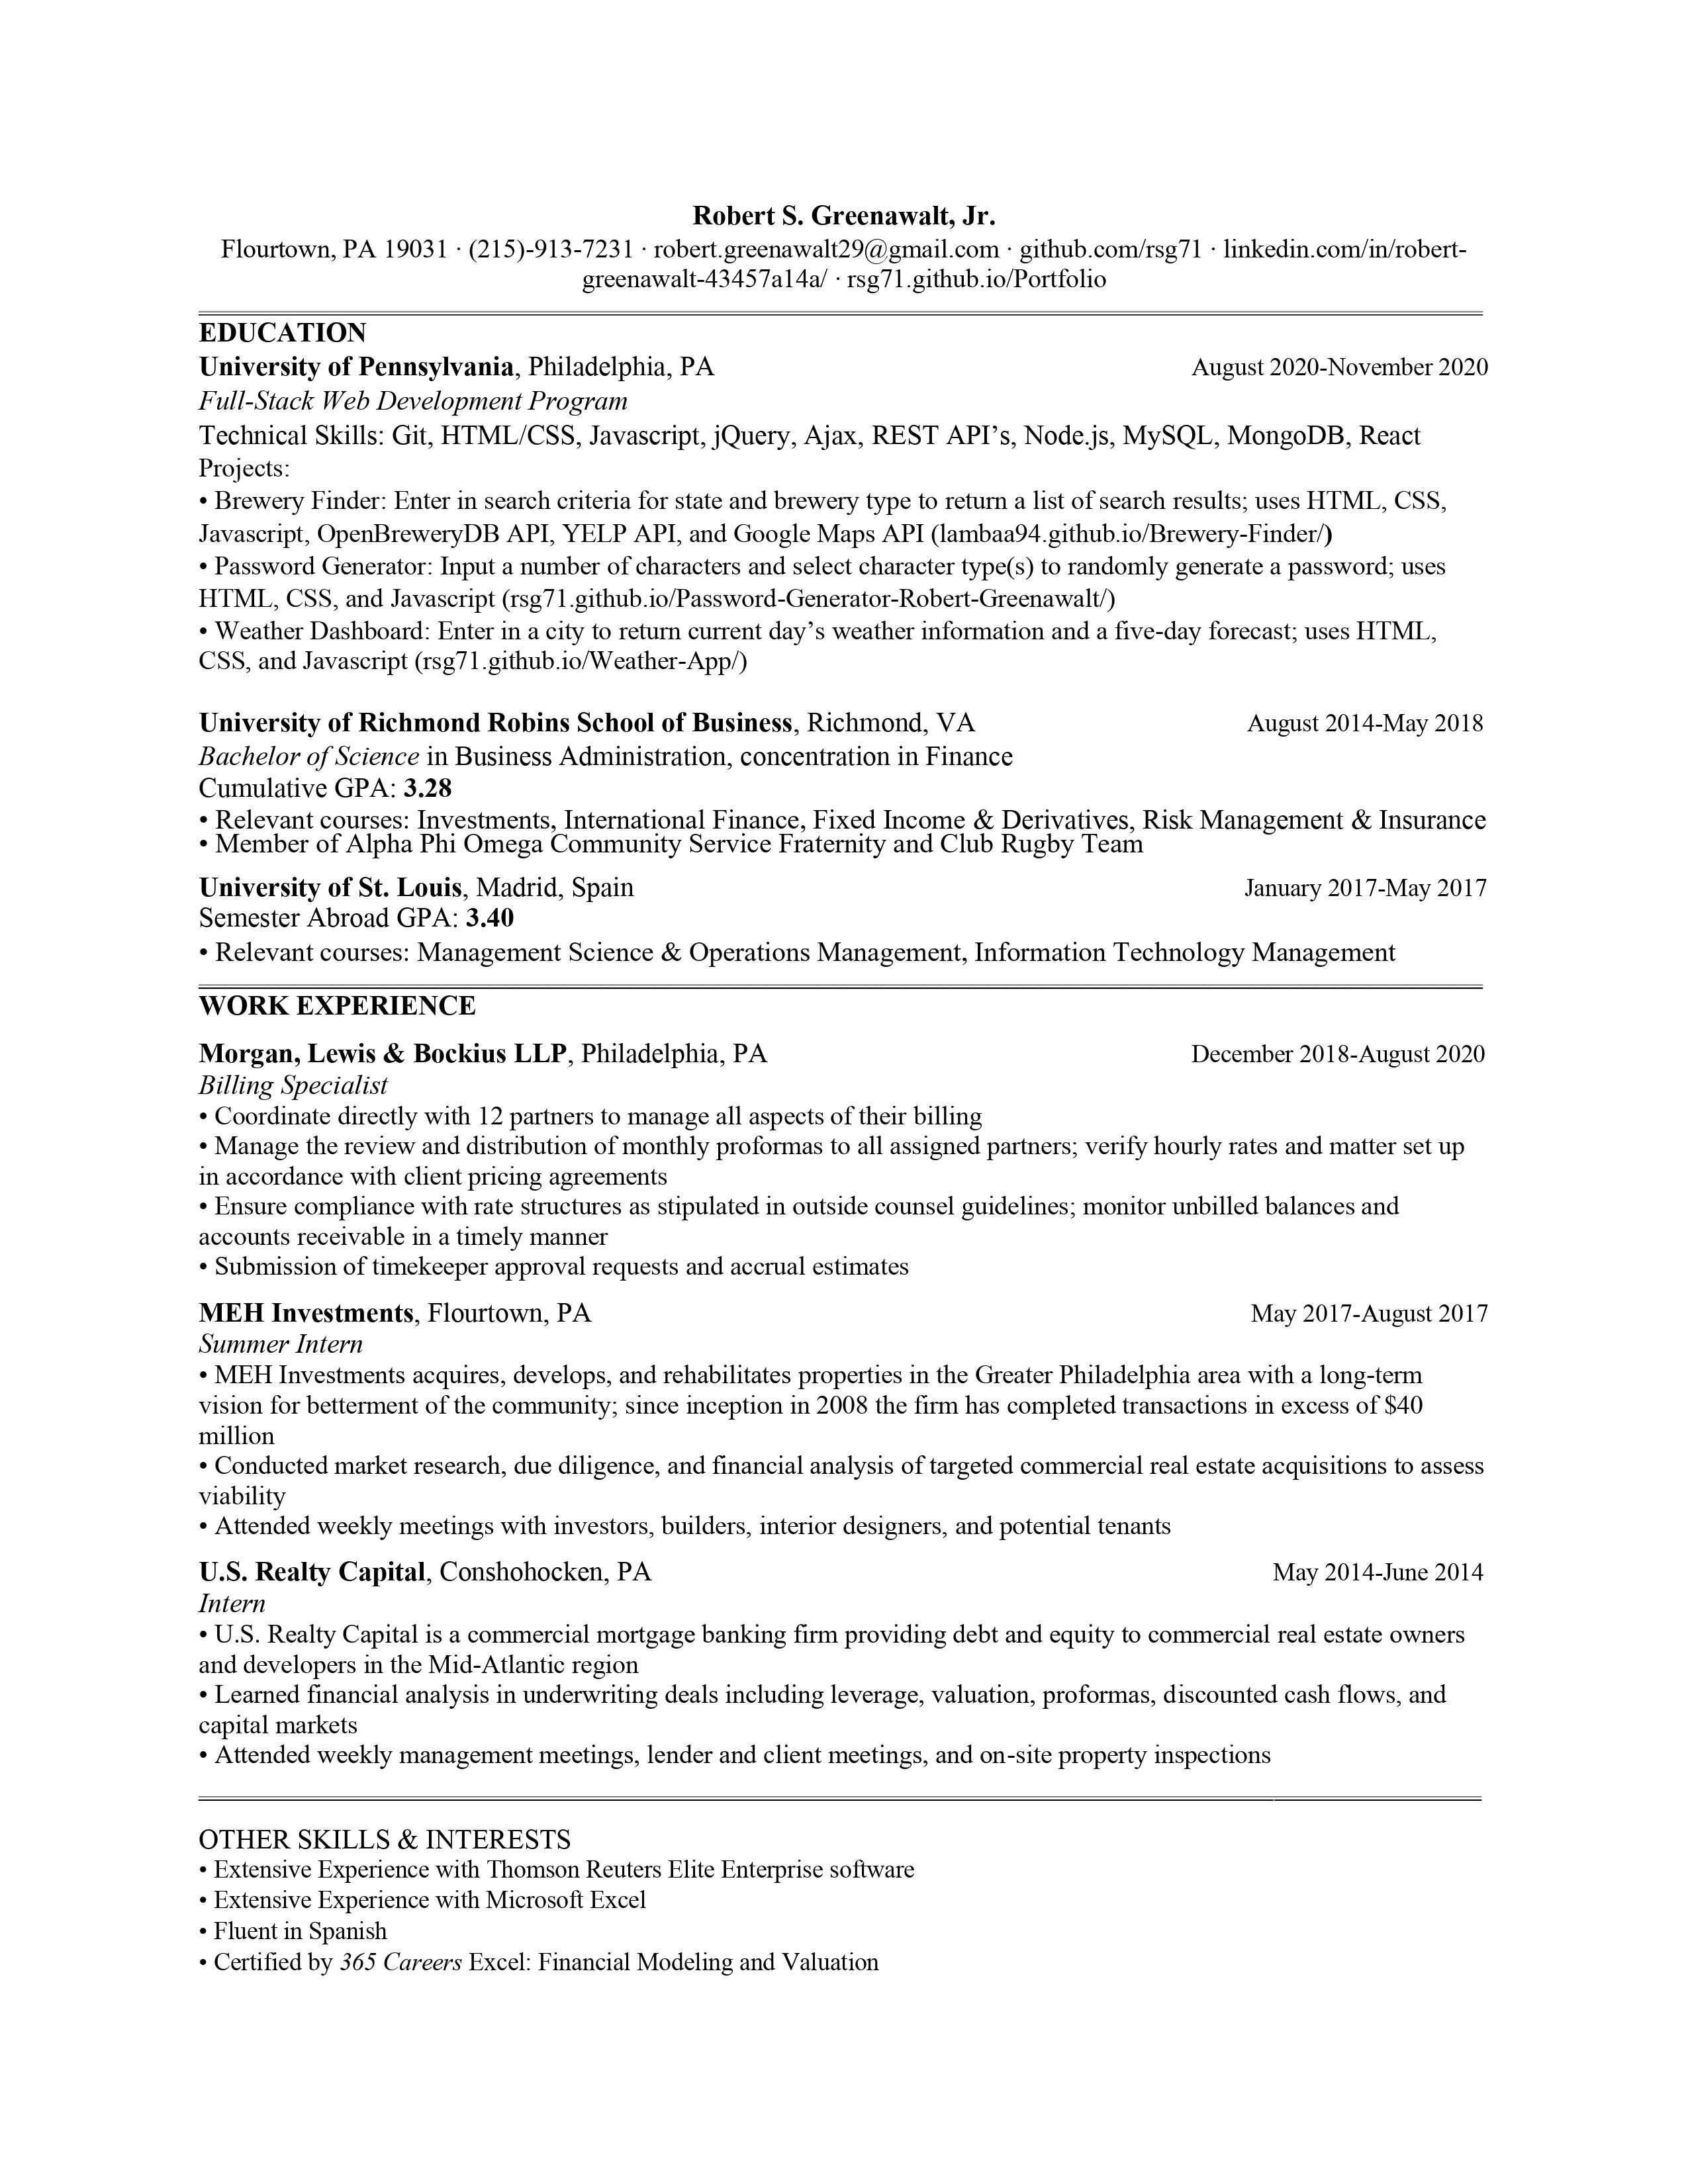 Robert S. Greenawalt, Jr.
Flourtown, PA 19031 · (215)-913-7231 · robert.greenawalt29@gmail.com · github.com/rsg71 · linkedin.com/in/robert-
greenawalt-43457a14a/ · rsg71.github.io/Portfolio
EDUCATION
University of Pennsylvania, Philadelphia, PA August 2020-November 2020
Full-Stack Web Development Program
Technical Skills: Git, HTML/CSS, Javascript, jQuery, Ajax, REST API’s, Node.js, MySQL, MongoDB, React
Projects:
• Brewery Finder: Enter in search criteria for state and brewery type to return a list of search results; uses HTML, CSS,
Javascript, OpenBreweryDB API, YELP API, and Google Maps API (lambaa94.github.io/Brewery-Finder/)
• Password Generator: Input a number of characters and select character type(s) to randomly generate a password; uses
HTML, CSS, and Javascript (rsg71.github.io/Password-Generator-Robert-Greenawalt/)
• Weather Dashboard: Enter in a city to return current day’s weather information and a five-day forecast; uses HTML,
CSS, and Javascript (rsg71.github.io/Weather-App/)
University of Richmond Robins School of Business, Richmond, VA August 2014-May 2018
Bachelor of Science in Business Administration, concentration in Finance
Cumulative GPA: 3.28
• Relevant courses: Investments, International Finance, Fixed Income & Derivatives, Risk Management & Insurance
• Member of Alpha Phi Omega Community Service Fraternity and Club Rugby Team
University of St. Louis, Madrid, Spain January 2017-May 2017
Semester Abroad GPA: 3.40
• Relevant courses: Management Science & Operations Management, Information Technology Management
WORK EXPERIENCE
Morgan, Lewis & Bockius LLP, Philadelphia, PA December 2018-August 2020
Billing Specialist
• Coordinate directly with 12 partners to manage all aspects of their billing
• Manage the review and distribution of monthly proformas to all assigned partners; verify hourly rates and matter set up
in accordance with client pricing agreements
• Ensure compliance with rate structures as stipulated in outside counsel guidelines; monitor unbilled balances and
accounts receivable in a timely manner
• Submission of timekeeper approval requests and accrual estimates
MEH Investments, Flourtown, PA May 2017-August 2017
Summer Intern
• MEH Investments acquires, develops, and rehabilitates properties in the Greater Philadelphia area with a long-term
vision for betterment of the community; since inception in 2008 the firm has completed transactions in excess of $40
million
• Conducted market research, due diligence, and financial analysis of targeted commercial real estate acquisitions to assess
viability
• Attended weekly meetings with investors, builders, interior designers, and potential tenants
U.S. Realty Capital, Conshohocken, PA May 2014-June 2014
Intern
• U.S. Realty Capital is a commercial mortgage banking firm providing debt and equity to commercial real estate owners
and developers in the Mid-Atlantic region
• Learned financial analysis in underwriting deals including leverage, valuation, proformas, discounted cash flows, and
capital markets
• Attended weekly management meetings, lender and client meetings, and on-site property inspections
OTHER SKILLS & INTERESTS
• Extensive Experience with Thomson Reuters Elite Enterprise software
• Extensive Experience with Microsoft Excel
• Fluent in Spanish
• Certified by 365 Careers Excel: Financial Modeling and Valuation